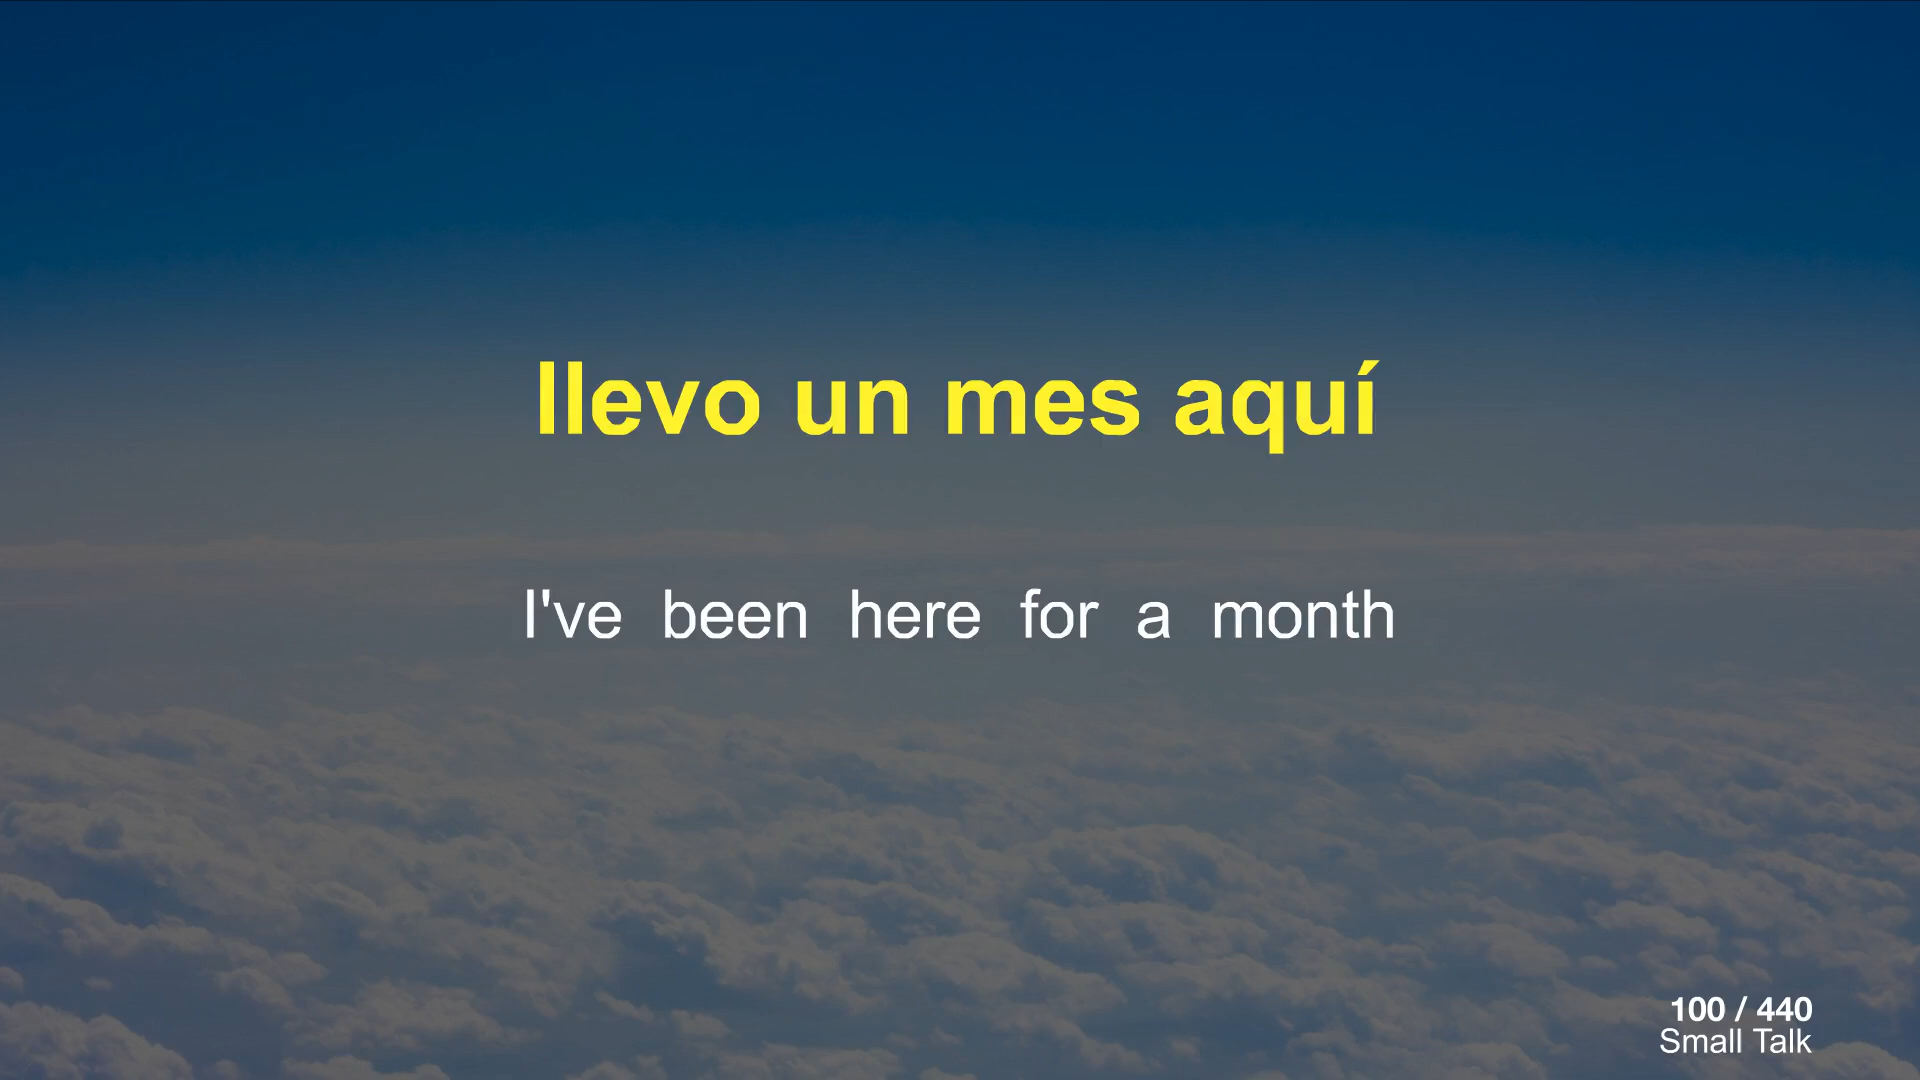 llevo un mes aquí
I've been here for a month
100 / 440
Small Talk